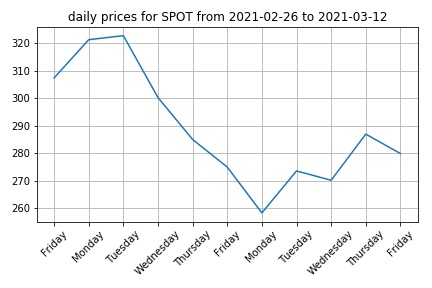 daily prices for SPOT from 2021-02-26 to 2021-03-12
320
310
300
290
280
270
260
Friday
Monday
Tuesday
Wednesday
Thursday
Friday
Monday
Tuesday
Wednesday
Thursday
Friday